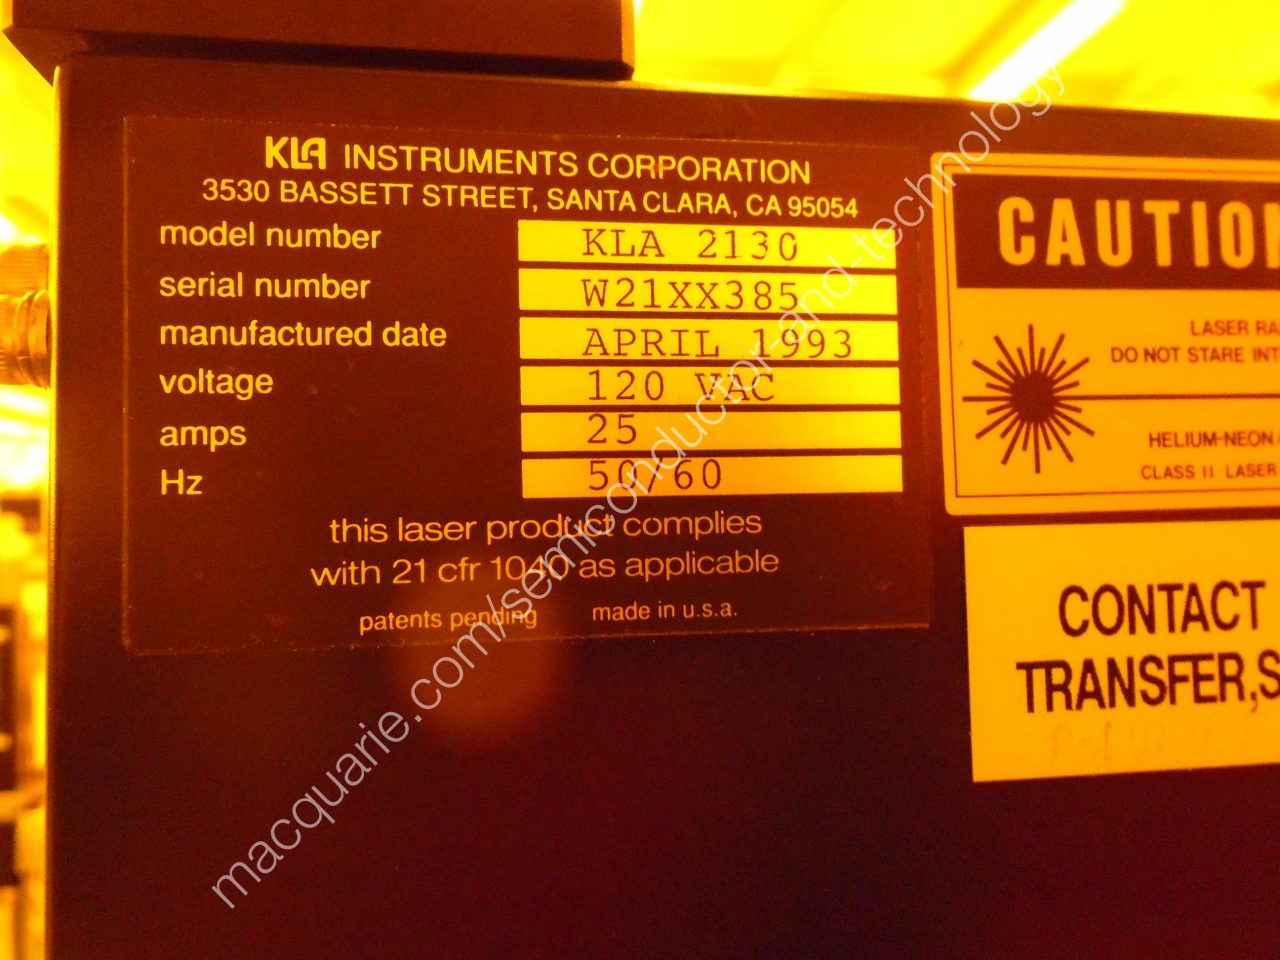 KLA INSTRUMENTS CORPORATION
3530 BASSETT STREET, SANTA CLARA, CA 95054
model number KLA 2130
serial number W21XX385
manufactured date APRIL 1993
voltage 120 VAC
amps 25
Hz 50/60
this laser product complies
with 21 cfr 1040 as applicable
patents pending made in u.s.a.
CAUTION
LASER RA
DO NOT STARE INT
HELIUM-NEON
CLASS II LASER
CONTACT
TRANSFER,S
macquarie.com/semiconductor-and-technology